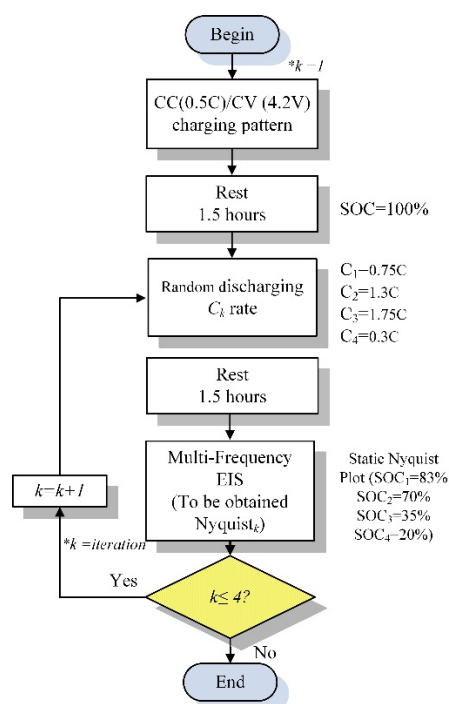 Begin
*k=1
CC(0.5C)/CV (4.2V)
charging pattern
Rest
1.5 hours
SOC=100%
Random discharging
Ck rate
C1=0.75C
C2=1.3C
C3=1.75C
C4=0.3C
Rest
1.5 hours
Multi-Frequency
EIS
(To be obtained
Nyquistk)
Static Nyquist
Plot (SOC1=83%
SOC2=70%
SOC3=35%
SOC4=20%)
k=k+1
*k =iteration
Yes
k≤ 4?
No
End